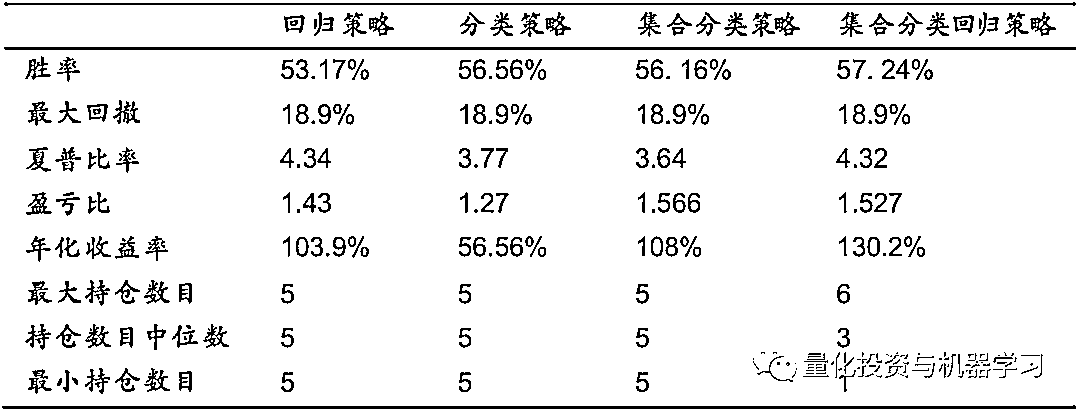 回归策略 分类策略 集合分类策略 集合分类回归策略
胜率 53.17% 56.56% 56. 16% 57. 24%
最大回撤 18.9% 18.9% 18.9% 18.9%
夏普比率 4.34 3.77 3.64 4.32
盈亏比 1.43 1.27 1.566 1.527
年化收益率 103.9% 56.56% 108% 130.2%
最大持仓数目 5 5 5 6
持仓数目中位数 5 5 5 3
最小持仓数目 5 5 5 1
量化投资与机器学习